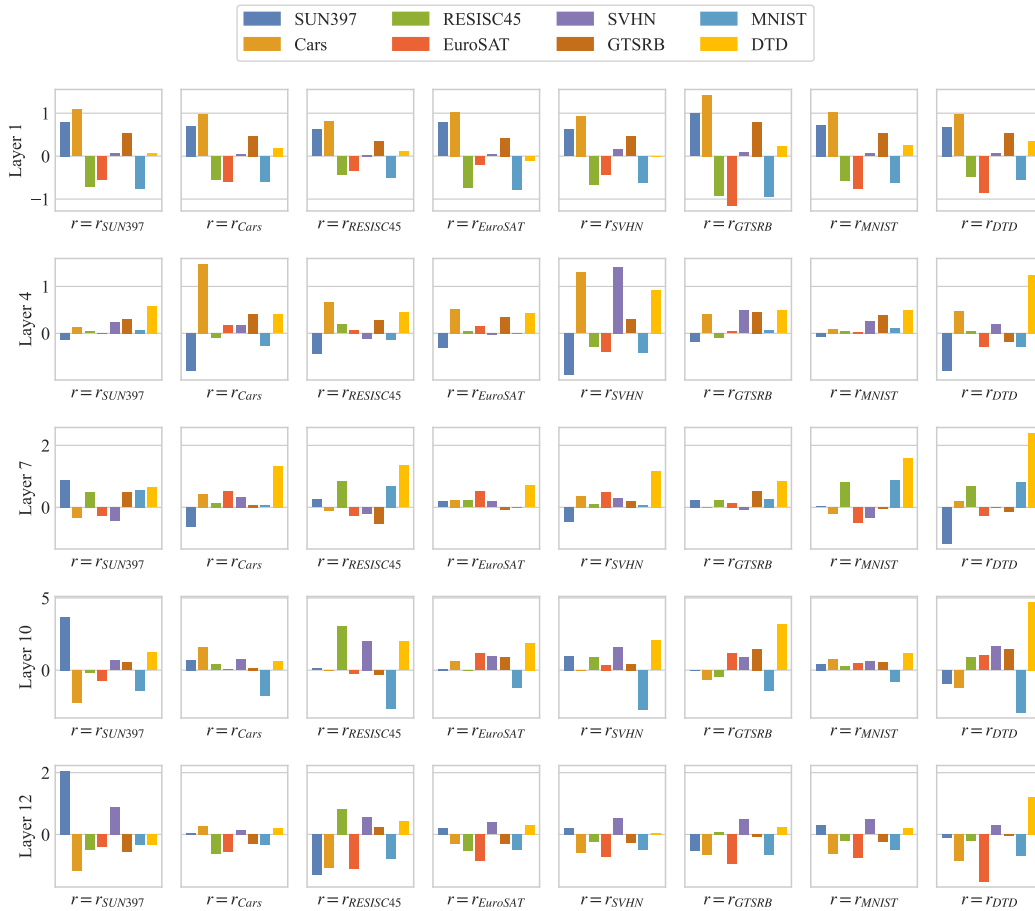 SUN397 RESISC45 SVHN MNIST
Cars EuroSAT GTSRB DTD
Layer 1
1
0
−1
r = r_SUN397 r = r_Cars r = r_RESISC45 r = r_EuroSAT r = r_SVHN r = r_GTSRB r = r_MNIST r = r_DTD
Layer 4
1
0
r = r_SUN397 r = r_Cars r = r_RESISC45 r = r_EuroSAT r = r_SVHN r = r_GTSRB r = r_MNIST r = r_DTD
Layer 7
2
0
r = r_SUN397 r = r_Cars r = r_RESISC45 r = r_EuroSAT r = r_SVHN r = r_GTSRB r = r_MNIST r = r_DTD
Layer 10
5
0
r = r_SUN397 r = r_Cars r = r_RESISC45 r = r_EuroSAT r = r_SVHN r = r_GTSRB r = r_MNIST r = r_DTD
Layer 12
2
0
r = r_SUN397 r = r_Cars r = r_RESISC45 r = r_EuroSAT r = r_SVHN r = r_GTSRB r = r_MNIST r = r_DTD